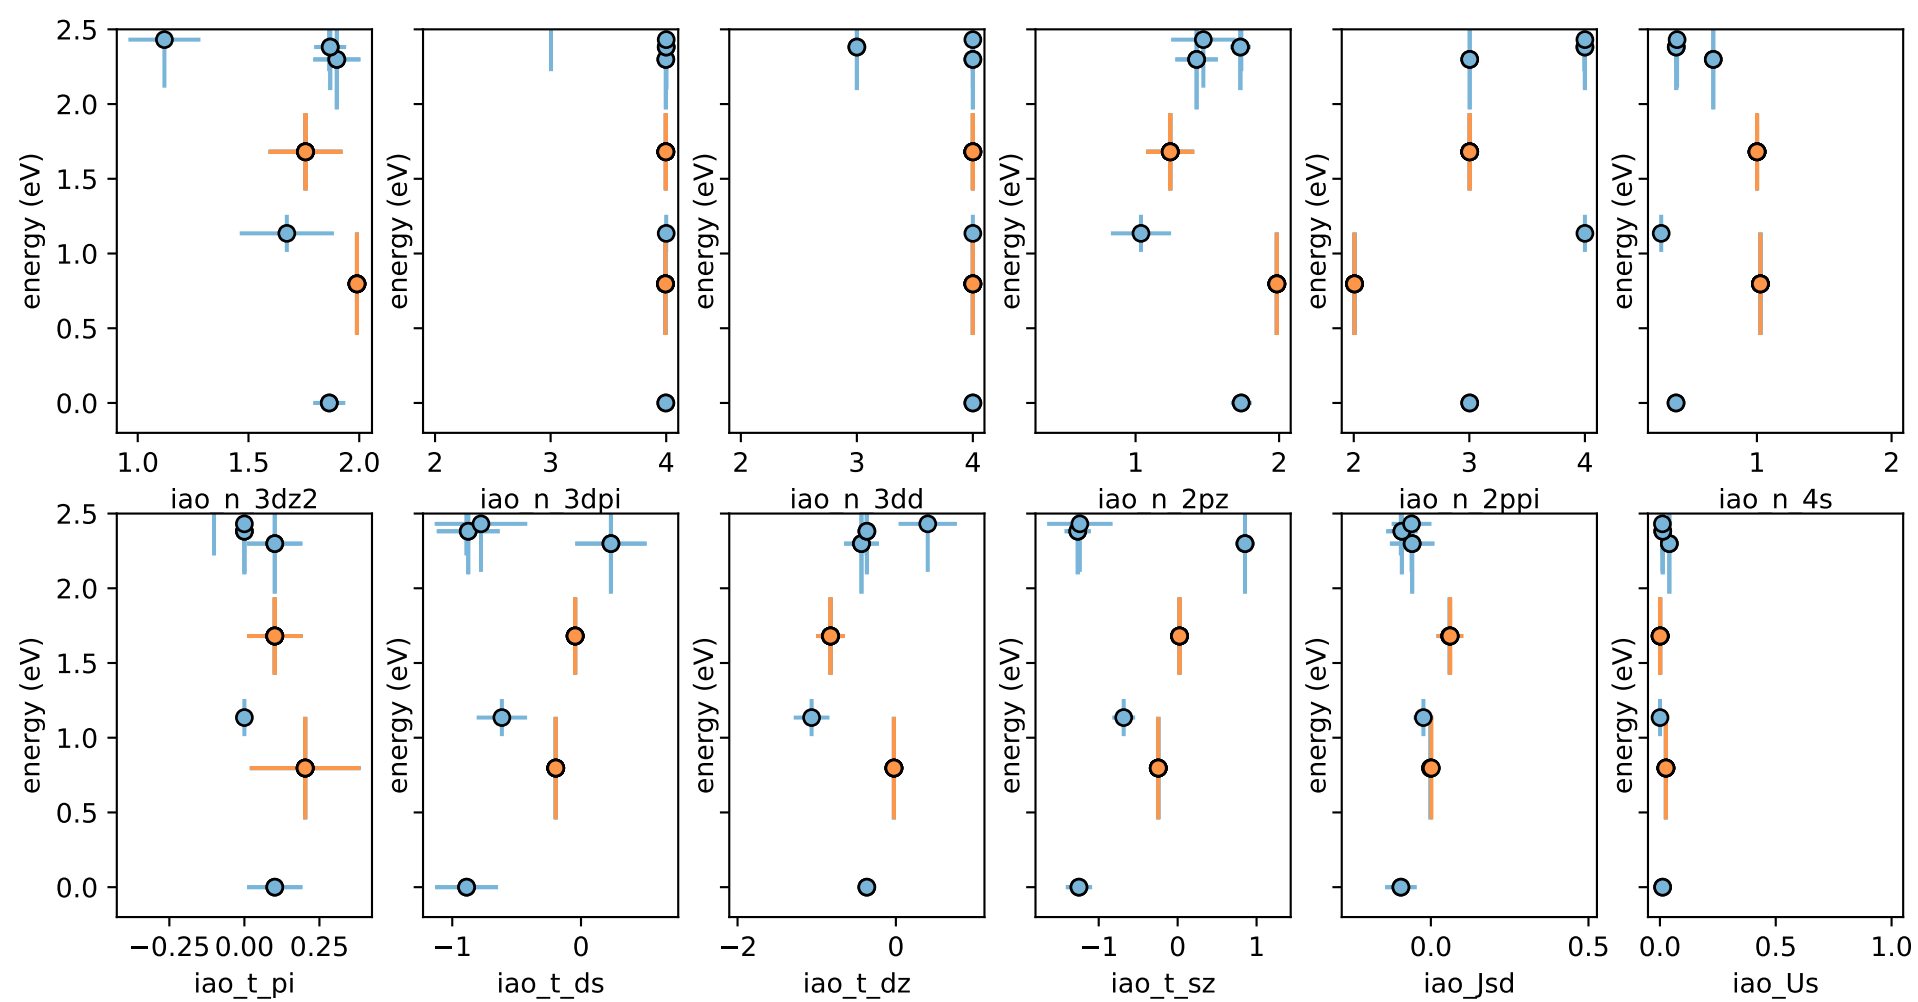 2.5
2.0
1.5
1.0
0.5
0.0
energy (eV)
energy (eV)
energy (eV)
energy (eV)
energy (eV)
energy (eV)
1.0 1.5 2.0
2 3 4
2 3 4
1 2
2 3 4
1 2
iao_n_3dz2
iao_n_3dpi
iao_n_3dd
iao_n_2pz
iao_n_2ppi
iao_n_4s
2.5
2.0
1.5
1.0
0.5
0.0
energy (eV)
energy (eV)
energy (eV)
energy (eV)
energy (eV)
energy (eV)
−0.25 0.00 0.25
−1 0
−2 0
−1 0 1
0.0 0.5
0.0 0.5 1.0
iao_t_pi
iao_t_ds
iao_t_dz
iao_t_sz
iao_Jsd
iao_Us